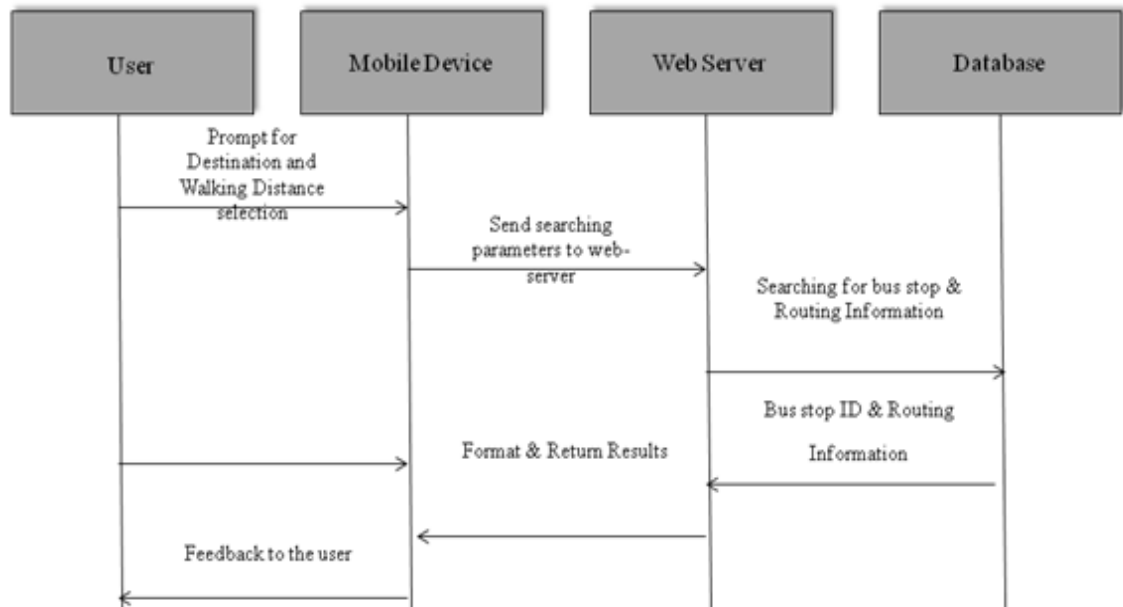 User
Mobile Device
Web Server
Database
Prompt for
Destination and
Walking Distance
selection
Send searching
parameters to web-
server
Searching for bus stop &
Routing Information
Bus stop ID & Routing
Information
Format & Return Results
Feedback to the user